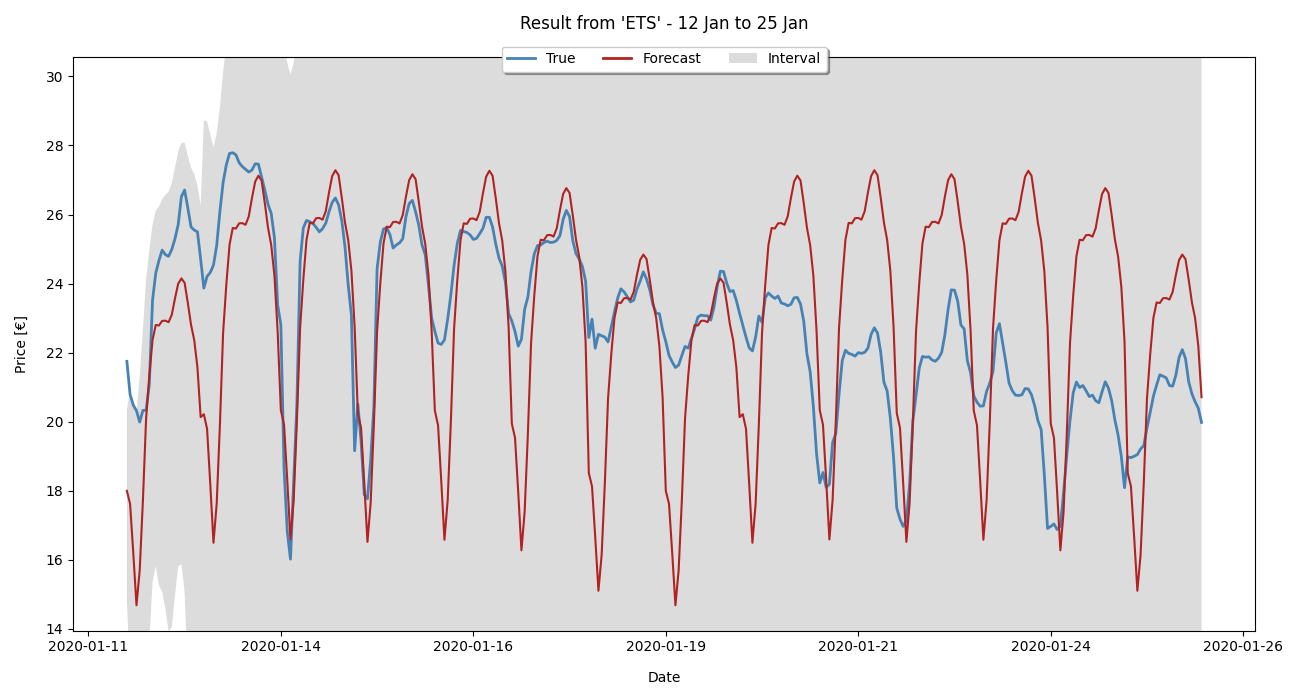 Result from 'ETS' - 12 Jan to 25 Jan
True Forecast Interval
30
28
26
24
22
20
18
16
14
Price [€]
2020-01-11 2020-01-14 2020-01-16 2020-01-19 2020-01-21 2020-01-24 2020-01-26
Date